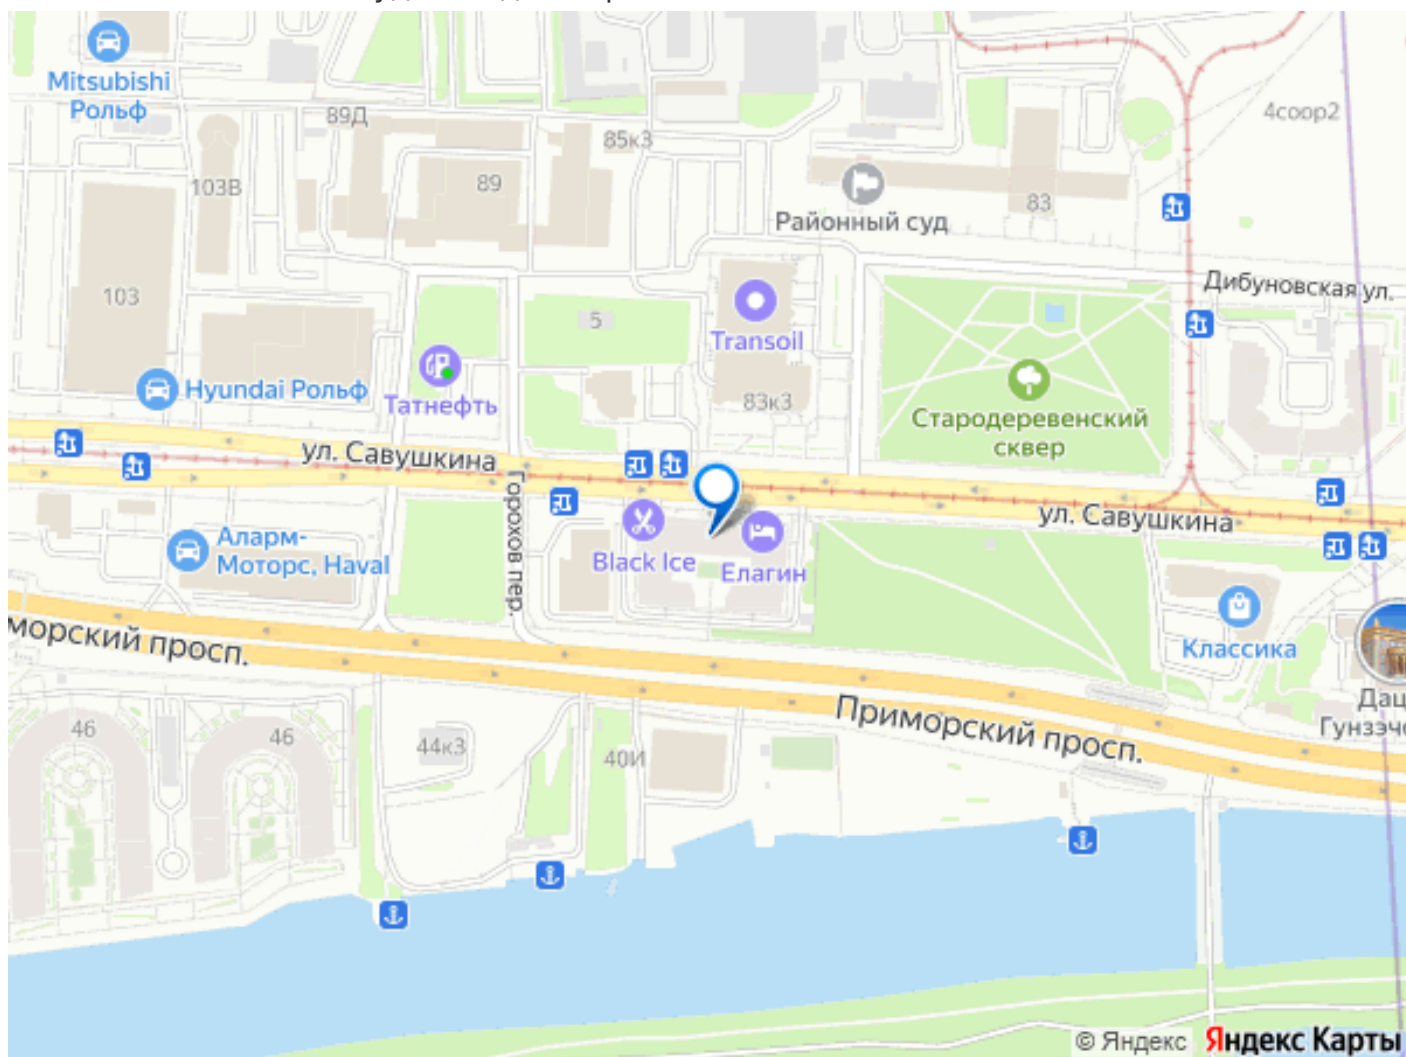 Mitsubishi
Рольф
89Д
85к3
4соор2
103В
89
83
Районный суд
103
5
Transoil
Дибуновская ул.
Hyundai Рольф
Татнефть
83к3
Стародеревенский
сквер
ул. Савушкина
Горохов пер.
ул. Савушкина
Аларм-
Моторс, Haval
Black Ice
Елагин
Классика
морский просп.
Дац
Гунзэч
46
46
44к3
40И
Приморский просп.
© Яндекс Яндекс Карты